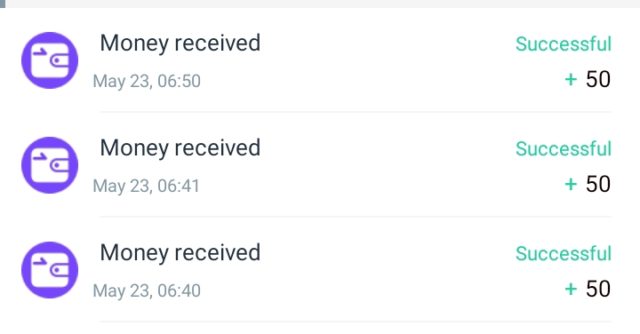 Money received Successful
May 23, 06:50 + 50
Money received Successful
May 23, 06:41 + 50
Money received Successful
May 23, 06:40 + 50